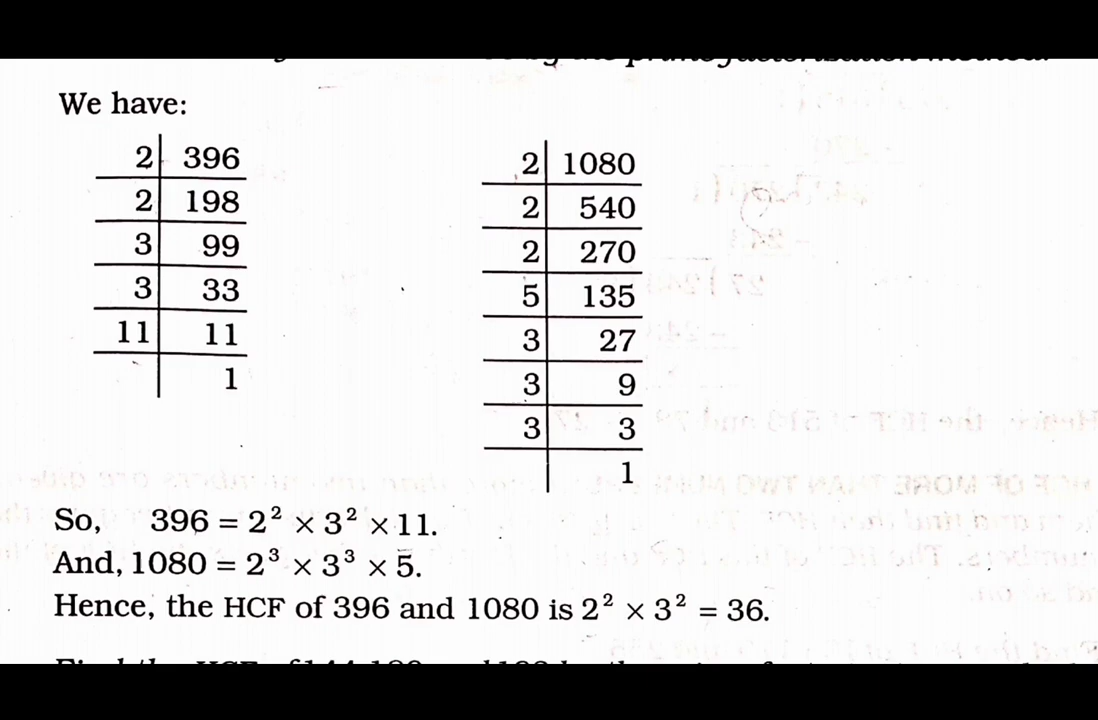 We have:
2 | 396
2 | 198
3 | 99
3 | 33
11 | 11
1
2 | 1080
2 | 540
2 | 270
5 | 135
3 | 27
3 | 9
3 | 3
1
So, 396 = 2² × 3² × 11.
And, 1080 = 2³ × 3³ × 5.
Hence, the HCF of 396 and 1080 is 2² × 3² = 36.